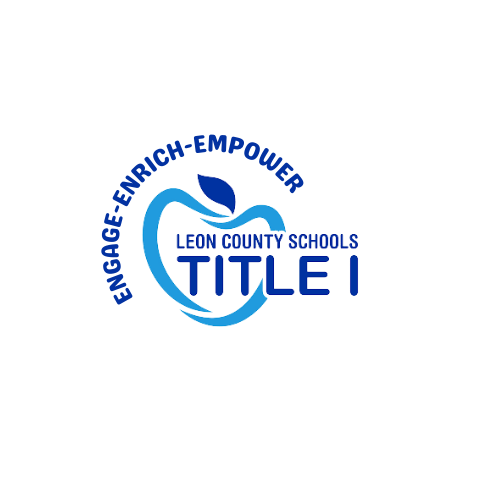 ENGAGE-ENRICH-EMPOWER
LEON COUNTY SCHOOLS
TITLE I